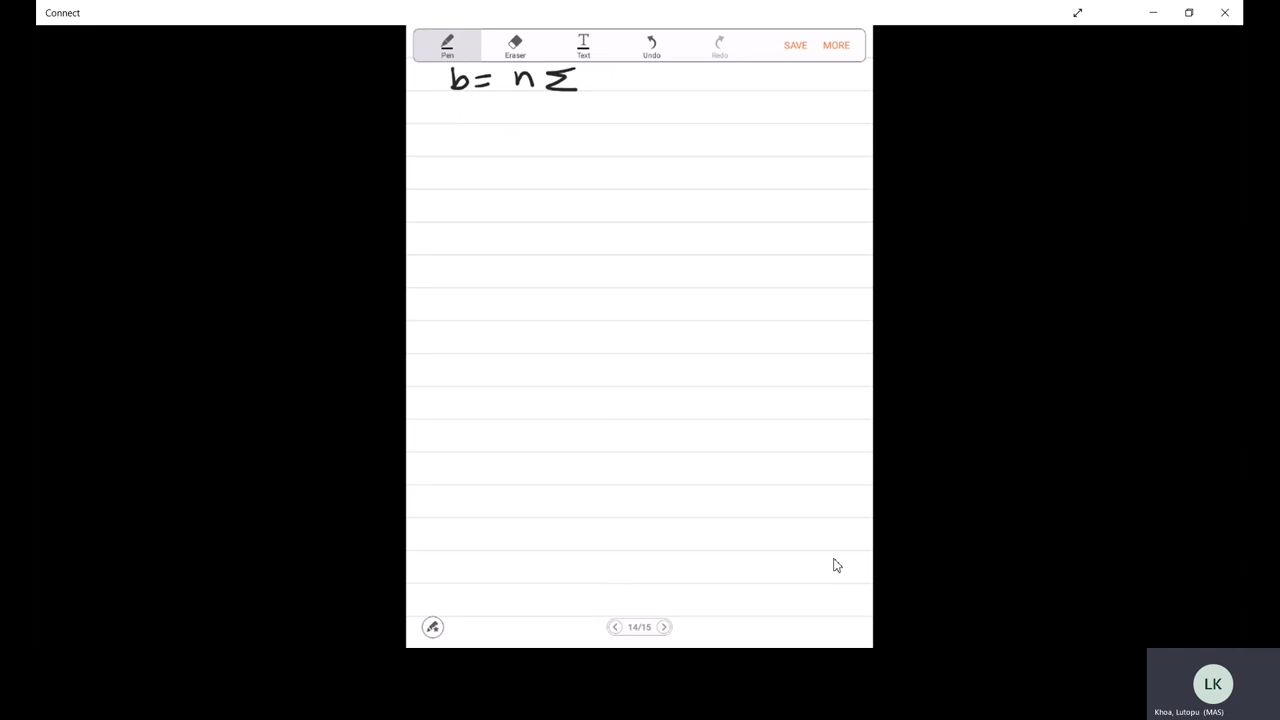 Connect
Pen
Eraser
Text
Undo
Redo
SAVE
MORE
b = n Σ
14/15
LK
Khoa, Lutopu (MAS)